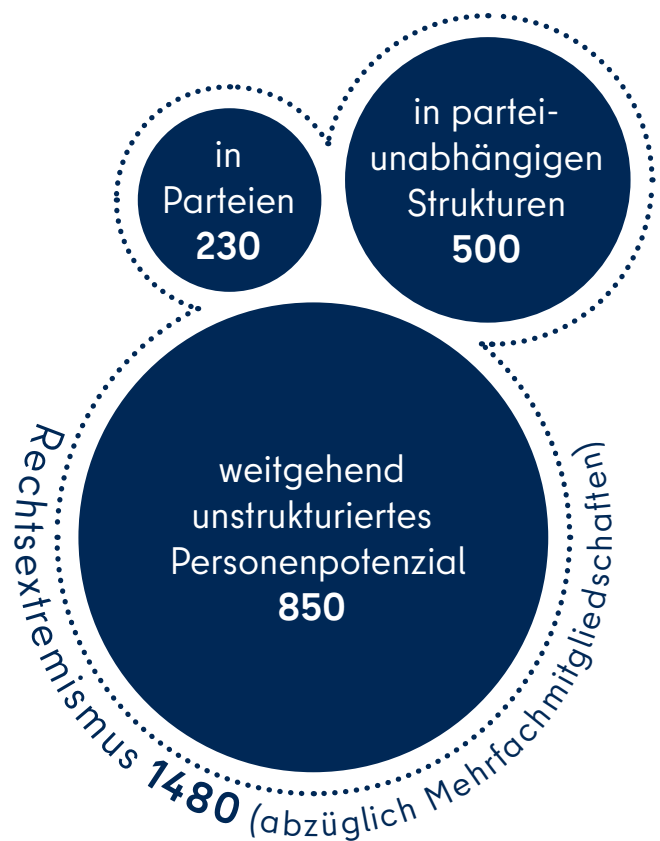 in
Parteien
230
in partei-
unabhängigen
Strukturen
500
weitgehend
unstrukturiertes
Personenpotenzial
850
Rechtsextremismus 1480 (abzüglich Mehrfachmitgliedschaften)